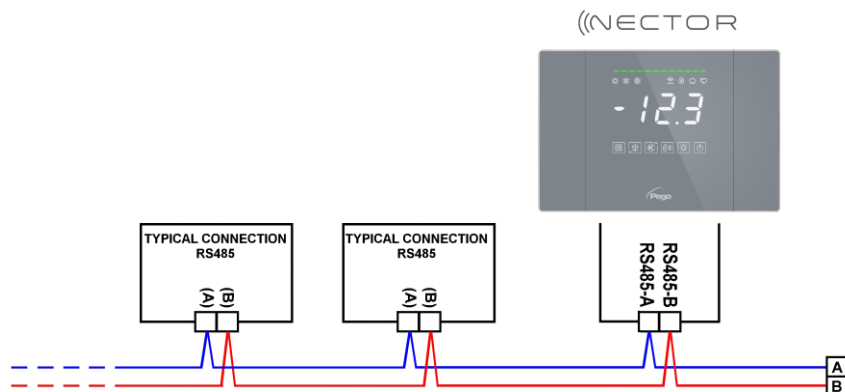 NECTOR
-12.3
Pego
TYPICAL CONNECTION
RS485
(A)
(B)
TYPICAL CONNECTION
RS485
(A)
(B)
RS485-A
RS485-B
A
B